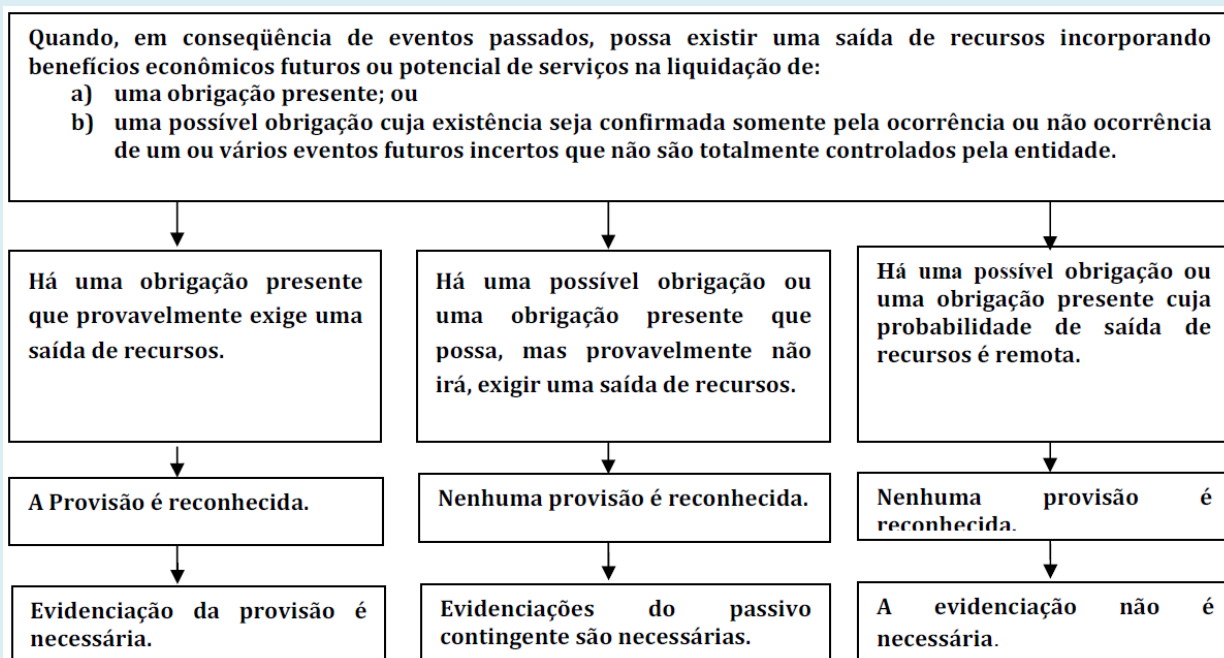 Quando, em conseqüência de eventos passados, possa existir uma saída de recursos incorporando
benefícios econômicos futuros ou potencial de serviços na liquidação de:
a) uma obrigação presente; ou
b) uma possível obrigação cuja existência seja confirmada somente pela ocorrência ou não ocorrência
de um ou vários eventos futuros incertos que não são totalmente controlados pela entidade.
Há uma obrigação presente
que provavelmente exige uma
saída de recursos.
Há uma possível obrigação ou
uma obrigação presente que
possa, mas provavelmente não
irá, exigir uma saída de recursos.
Há uma possível obrigação ou
uma obrigação presente cuja
probabilidade de saída de
recursos é remota.
A Provisão é reconhecida.
Nenhuma provisão é reconhecida.
Nenhuma provisão é
reconhecida.
Evidenciação da provisão é
necessária.
Evidenciações do passivo
contingente são necessárias.
A evidenciação não é
necessária.